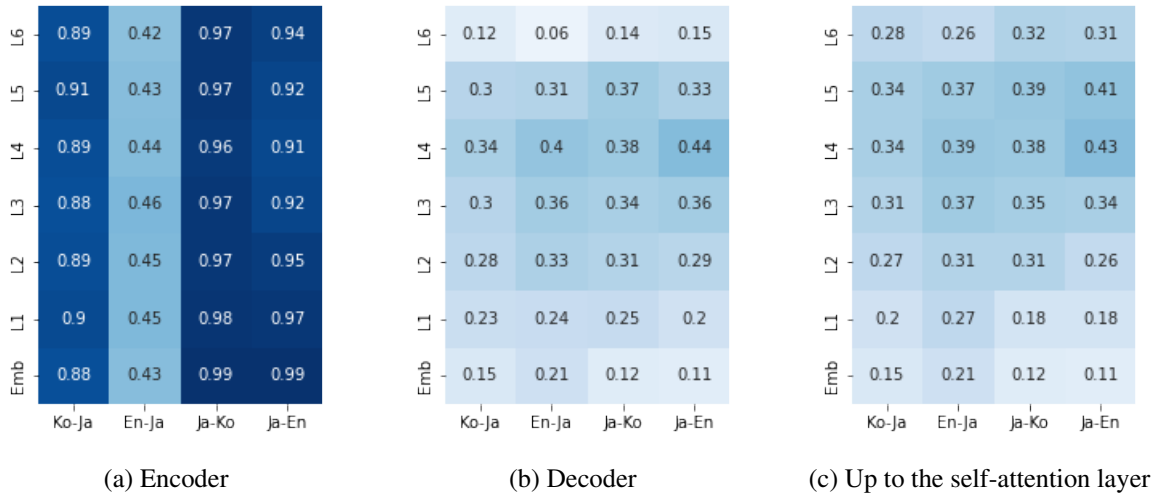 L6 0.89 0.42 0.97 0.94
L5 0.91 0.43 0.97 0.92
L4 0.89 0.44 0.96 0.91
L3 0.88 0.46 0.97 0.92
L2 0.89 0.45 0.97 0.95
L1 0.9 0.45 0.98 0.97
Emb 0.88 0.43 0.99 0.99
Ko-Ja En-Ja Ja-Ko Ja-En
(a) Encoder
L6 0.12 0.06 0.14 0.15
L5 0.3 0.31 0.37 0.33
L4 0.34 0.4 0.38 0.44
L3 0.3 0.36 0.34 0.36
L2 0.28 0.33 0.31 0.29
L1 0.23 0.24 0.25 0.2
Emb 0.15 0.21 0.12 0.11
Ko-Ja En-Ja Ja-Ko Ja-En
(b) Decoder
L6 0.28 0.26 0.32 0.31
L5 0.34 0.37 0.39 0.41
L4 0.34 0.39 0.38 0.43
L3 0.31 0.37 0.35 0.34
L2 0.27 0.31 0.31 0.26
L1 0.2 0.27 0.18 0.18
Emb 0.15 0.21 0.12 0.11
Ko-Ja En-Ja Ja-Ko Ja-En
(c) Up to the self-attention layer